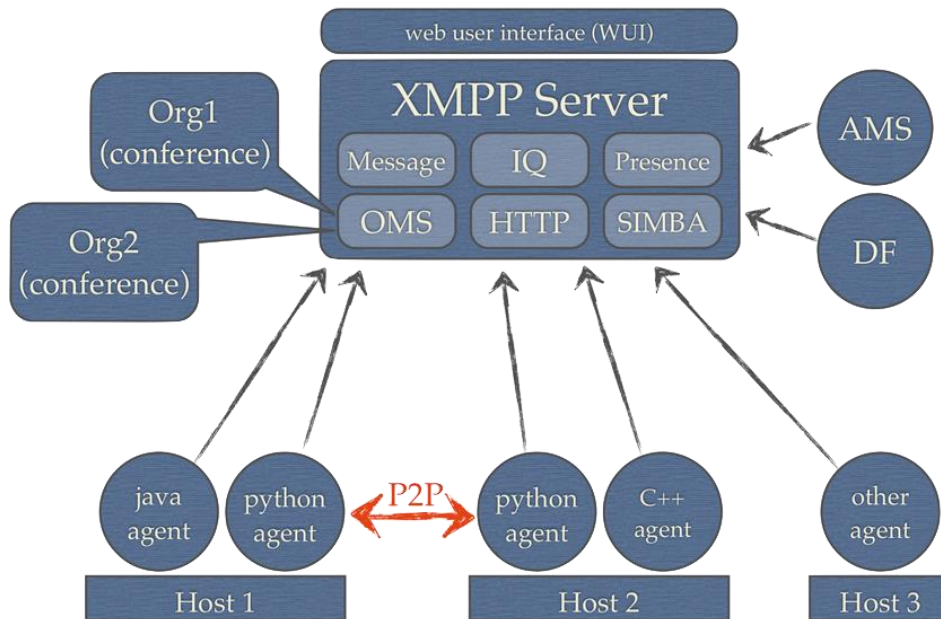 web user interface (WUI)
XMPP Server
Org1
(conference)
Message
IQ
Presence
AMS
OMS
HTTP
SIMBA
Org2
(conference)
DF
java
agent
python
agent
P2P
python
agent
C++
agent
other
agent
Host 1
Host 2
Host 3